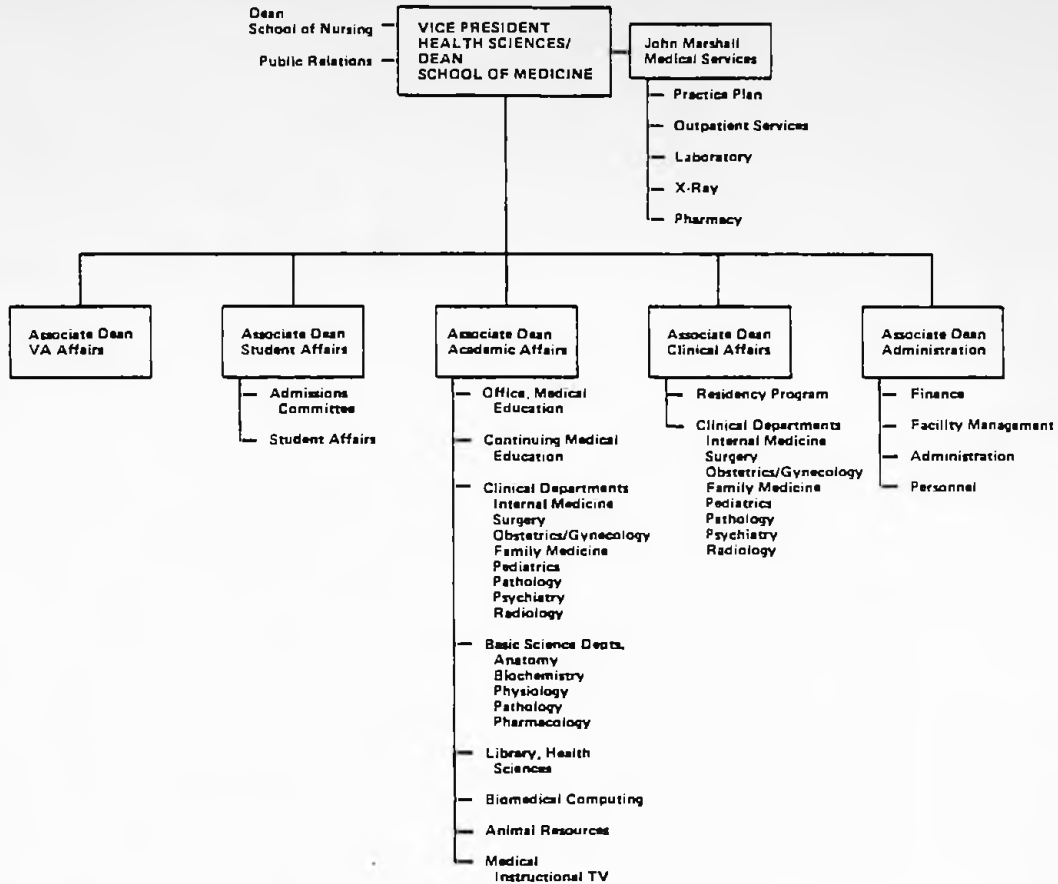 Dean
School of Nursing
Public Relations
VICE PRESIDENT
HEALTH SCIENCES/
DEAN
SCHOOL OF MEDICINE
John Marshall
Medical Services
Practice Plan
Outpatient Services
Laboratory
X-Ray
Pharmacy
Associate Dean
VA Affairs
Associate Dean
Student Affairs
Admissions
Committee
Student Affairs
Associate Dean
Academic Affairs
Office, Medical
Education
Continuing Medical
Education
Clinical Departments
Internal Medicine
Surgery
Obstetrics/Gynecology
Family Medicine
Pediatrics
Pathology
Psychiatry
Radiology
Basic Science Depts.
Anatomy
Biochemistry
Physiology
Pathology
Pharmacology
Library, Health
Sciences
Biomedical Computing
Animal Resources
Medical
Instructional TV
Associate Dean
Clinical Affairs
Residency Program
Clinical Departments
Internal Medicine
Surgery
Obstetrics/Gynecology
Family Medicine
Pediatrics
Pathology
Psychiatry
Radiology
Associate Dean
Administration
Finance
Facility Management
Administration
Personnel